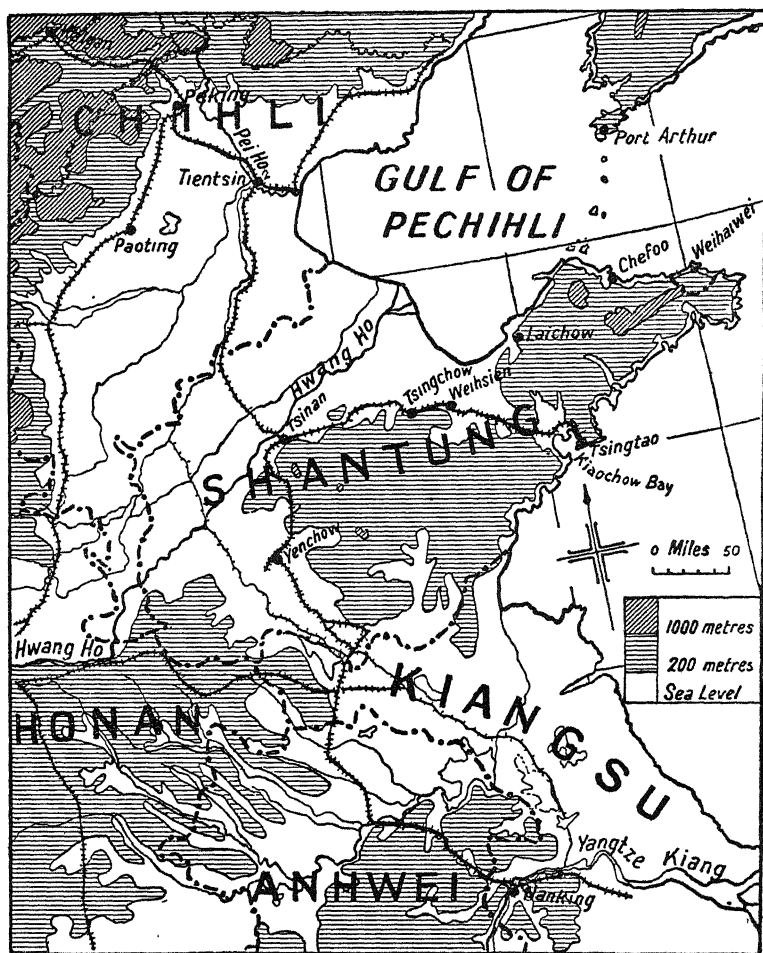 Peking
CHIHLI
Pei Ho
Tientsin
Paoting
GULF OF
PECHIHLI
Port Arthur
Chefoo
Weihaiwei
Laichow
Hwang Ho
Tsinan
Tsingchow
Weihsien
SHANTUNG
Tsingtao
Kiaochow Bay
Yenchow
0 Miles 50
1000 metres
200 metres
Sea Level
Hwang Ho
HONAN
KIANGSU
ANHWEI
Yangtze Kiang
Nanking